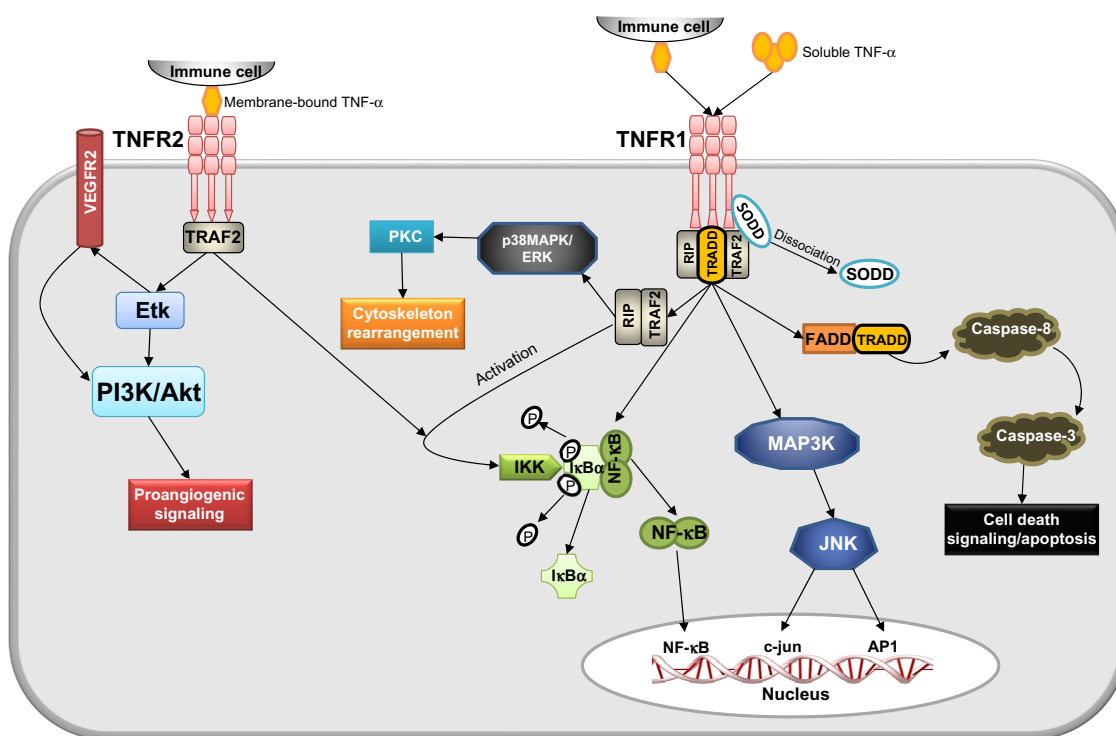 Immune cell
Soluble TNF-α
Immune cell
Membrane-bound TNF-α
TNFR2
TNFR1
VEGFR2
TRAF2
PKC
p38MAPK/
ERK
RIP
TRADD
TRAF2
SODD
Dissociation
SODD
Etk
Cytoskeleton
rearrangement
RIP
TRAF2
FADD
TRADD
Caspase-8
Activation
PI3K/Akt
P
P
IKK
IκBα
NF-κB
P
P
MAP3K
Caspase-3
Proangiogenic
signaling
NF-κB
JNK
Cell death
signaling/apoptosis
IκBα
NF-κB
c-jun
AP1
Nucleus